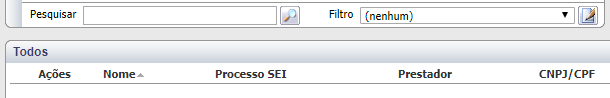 Pesquisar Filtro (nenhum)
Todos
Ações Nome Processo SEI Prestador CNPJ/CPF